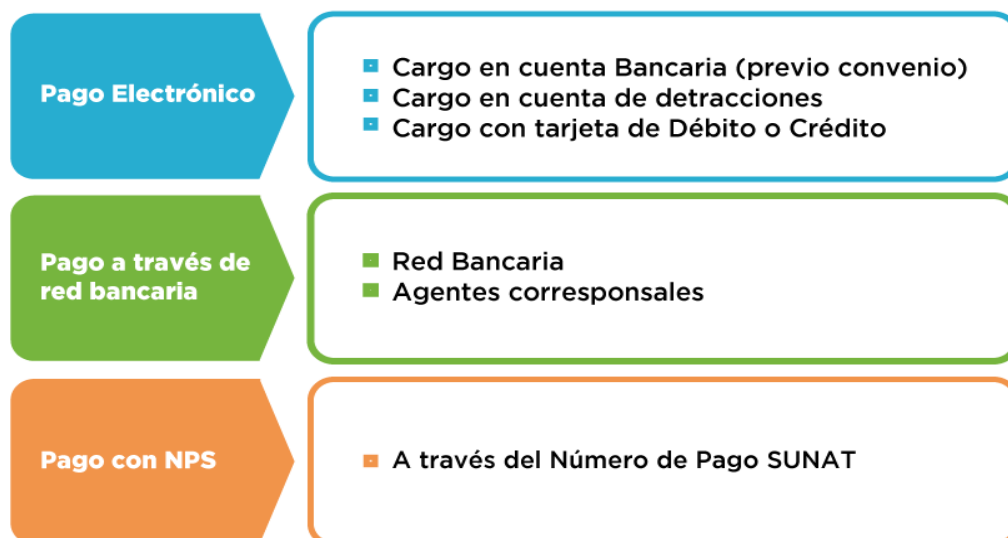 Pago Electrónico
Cargo en cuenta Bancaria (previo convenio)
Cargo en cuenta de detracciones
Cargo con tarjeta de Débito o Crédito
Pago a través de
red bancaria
Red Bancaria
Agentes corresponsales
Pago con NPS
A través del Número de Pago SUNAT